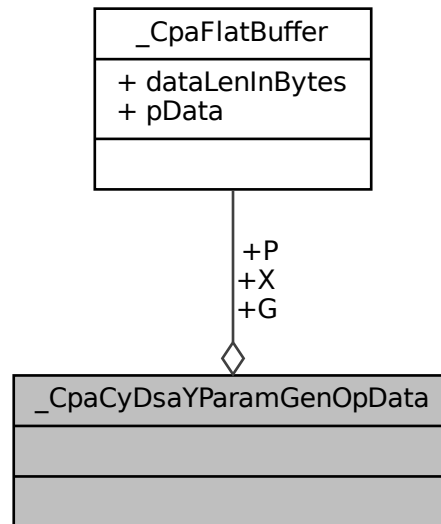 _CpaFlatBuffer
+ dataLenInBytes
+ pData
+P
+X
+G
_CpaCyDsaYParamGenOpData